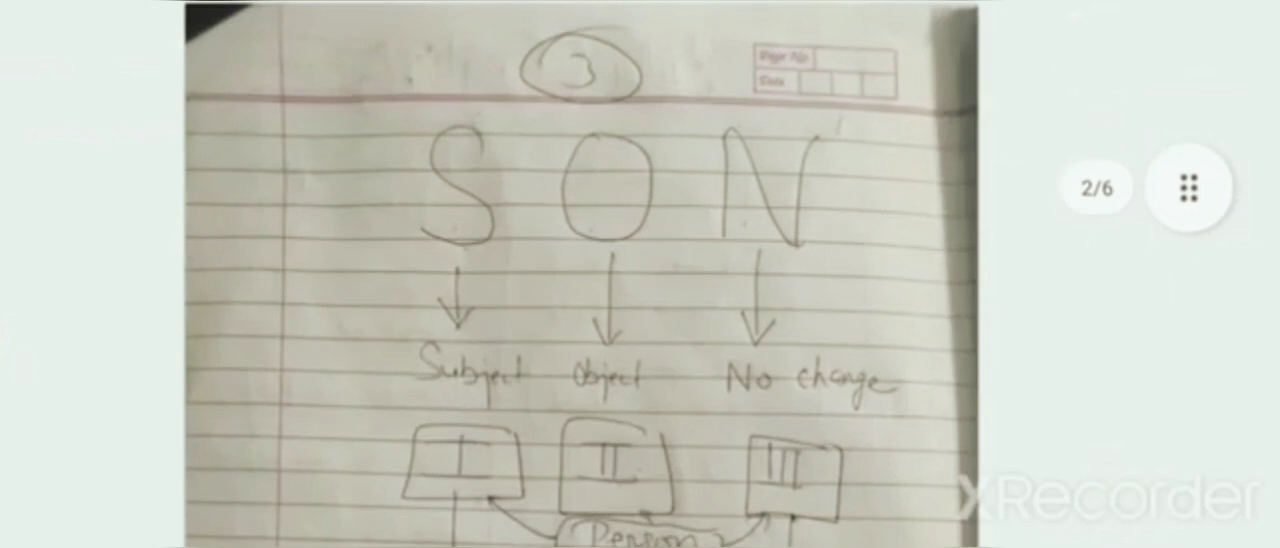 3
Page No
Date
S O N
Subject Object No change
I II III
Person
2/6
XRecorder